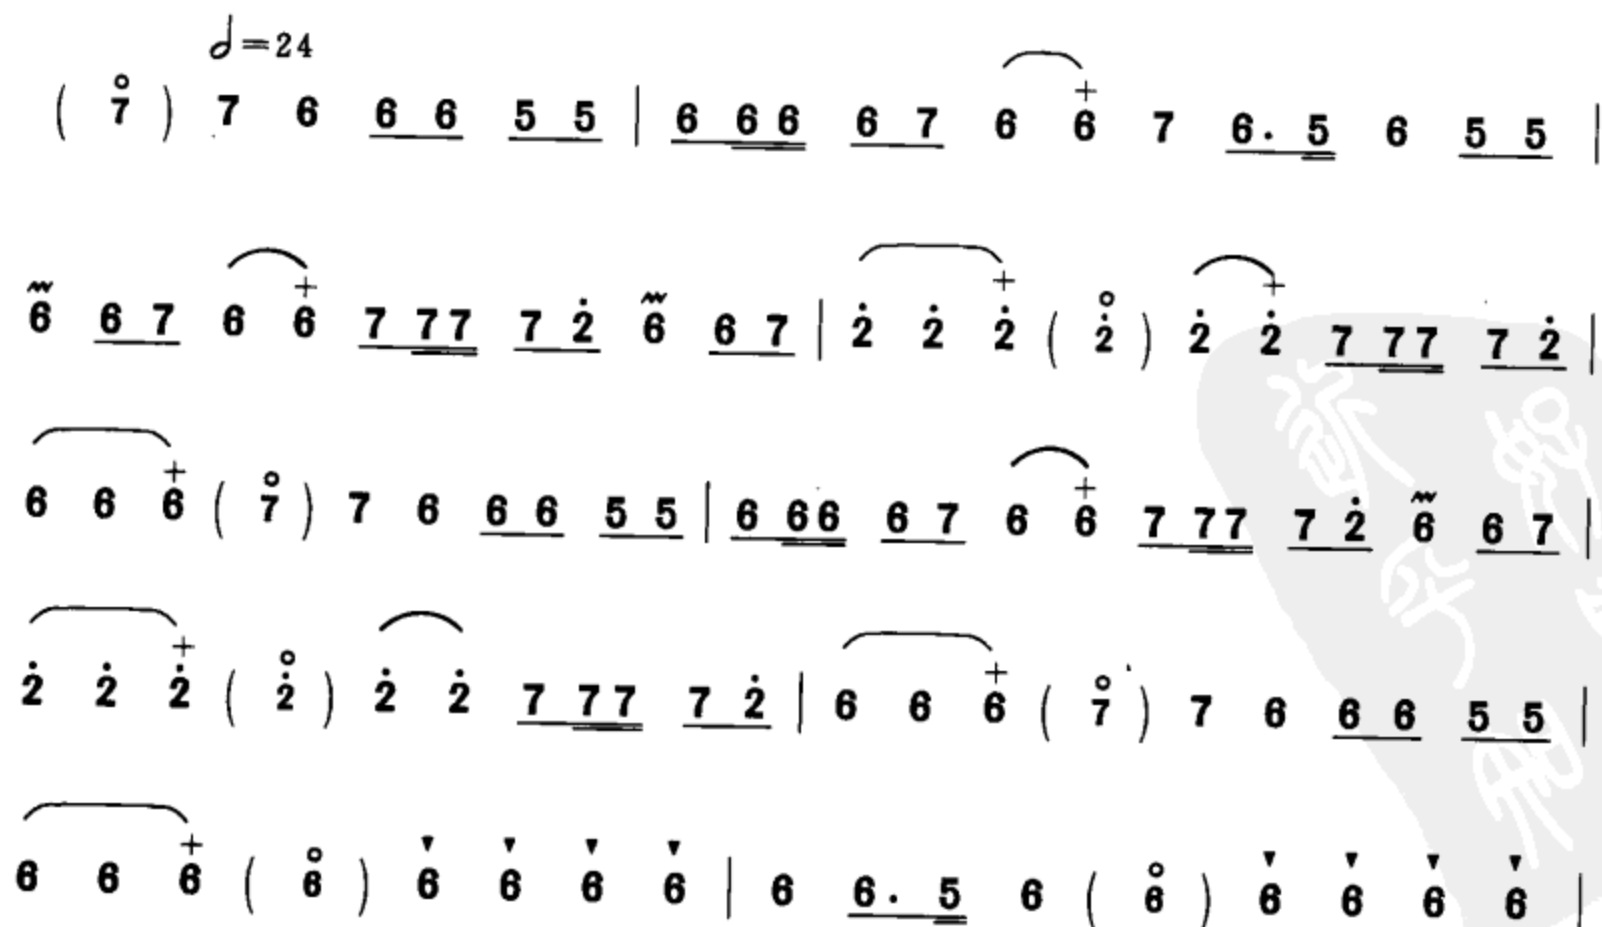 𝅗𝅥=24
( 7 ) 7 6 6 6 5 5 | 6 6 6 6 7 6 6 7 6. 5 6 5 5 |
6 6 7 6 6 7 7 7 7 2̇ 6 6 7 | 2̇ 2̇ 2̇ ( 2̇ ) 2̇ 2̇ 7 7 7 7 2̇ |
6 6 6 ( 7 ) 7 6 6 6 5 5 | 6 6 6 6 7 6 6 7 7 7 7 2̇ 6 6 7 |
2̇ 2̇ 2̇ ( 2̇ ) 2̇ 2̇ 7 7 7 7 2̇ | 6 6 6 ( 7 ) 7 6 6 6 5 5 |
6 6 6 ( 6 ) 6 6 6 6 | 6 6. 5 6 ( 6 ) 6 6 6 6 |